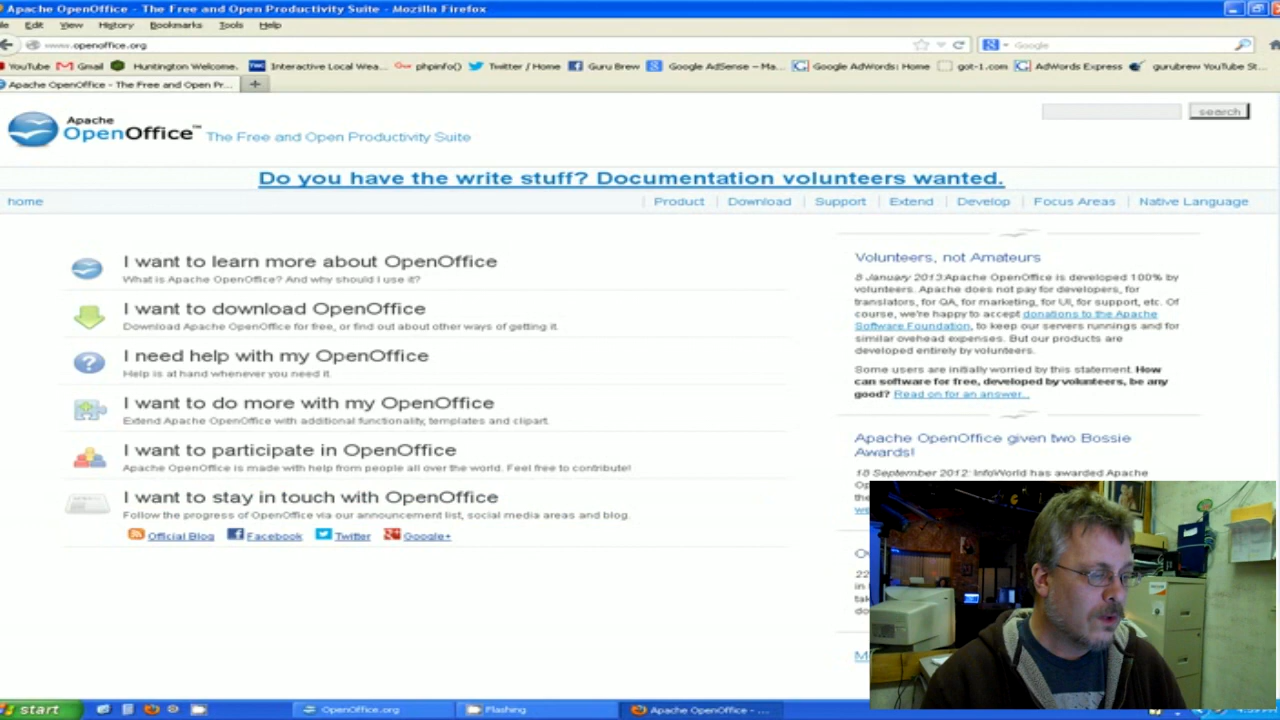 Apache OpenOffice - The Free and Open Productivity Suite - Mozilla Firefox
Edit View History Bookmarks Tools Help
www.openoffice.org
Google
YouTube Gmail Huntington Welcome. Interactive Local Wea... phpinfo() Twitter / Home Guru Brew Google AdSense - Ma... Google AdWords: Home got-1.com AdWords Express gurubrew YouTube St...
Apache OpenOffice - The Free and Open Pr...
Apache
OpenOffice™ The Free and Open Productivity Suite
search
Do you have the write stuff? Documentation volunteers wanted.
home Product Download Support Extend Develop Focus Areas Native Language
I want to learn more about OpenOffice
What is Apache OpenOffice? And why should I use it?
I want to download OpenOffice
Download Apache OpenOffice for free, or find out about other ways of getting it.
I need help with my OpenOffice
Help is at hand whenever you need it.
I want to do more with my OpenOffice
Extend Apache OpenOffice with additional functionality, templates and clipart.
I want to participate in OpenOffice
Apache OpenOffice is made with help from people all over the world. Feel free to contribute!
I want to stay in touch with OpenOffice
Follow the progress of OpenOffice via our announcement list, social media areas and blog.
Official Blog Facebook Twitter Google+
Volunteers, not Amateurs
8 January 2013:Apache OpenOffice is developed 100% by
volunteers. Apache does not pay for developers, for
translators, for QA, for marketing, for UI, for support, etc. Of
course, we're happy to accept donations to the Apache
Software Foundation, to keep our servers runnings and for
similar ovehead expenses. But our products are
developed entirely by volunteers.
Some users are initially worried by this statement. How
can software for free, developed by volunteers, be any
good? Read on for an answer...
Apache OpenOffice given two Bossie
Awards!
18 September 2012: InfoWorld has awarded Apache
start
OpenOffice.org
Flashing
Apache OpenOffice - ...